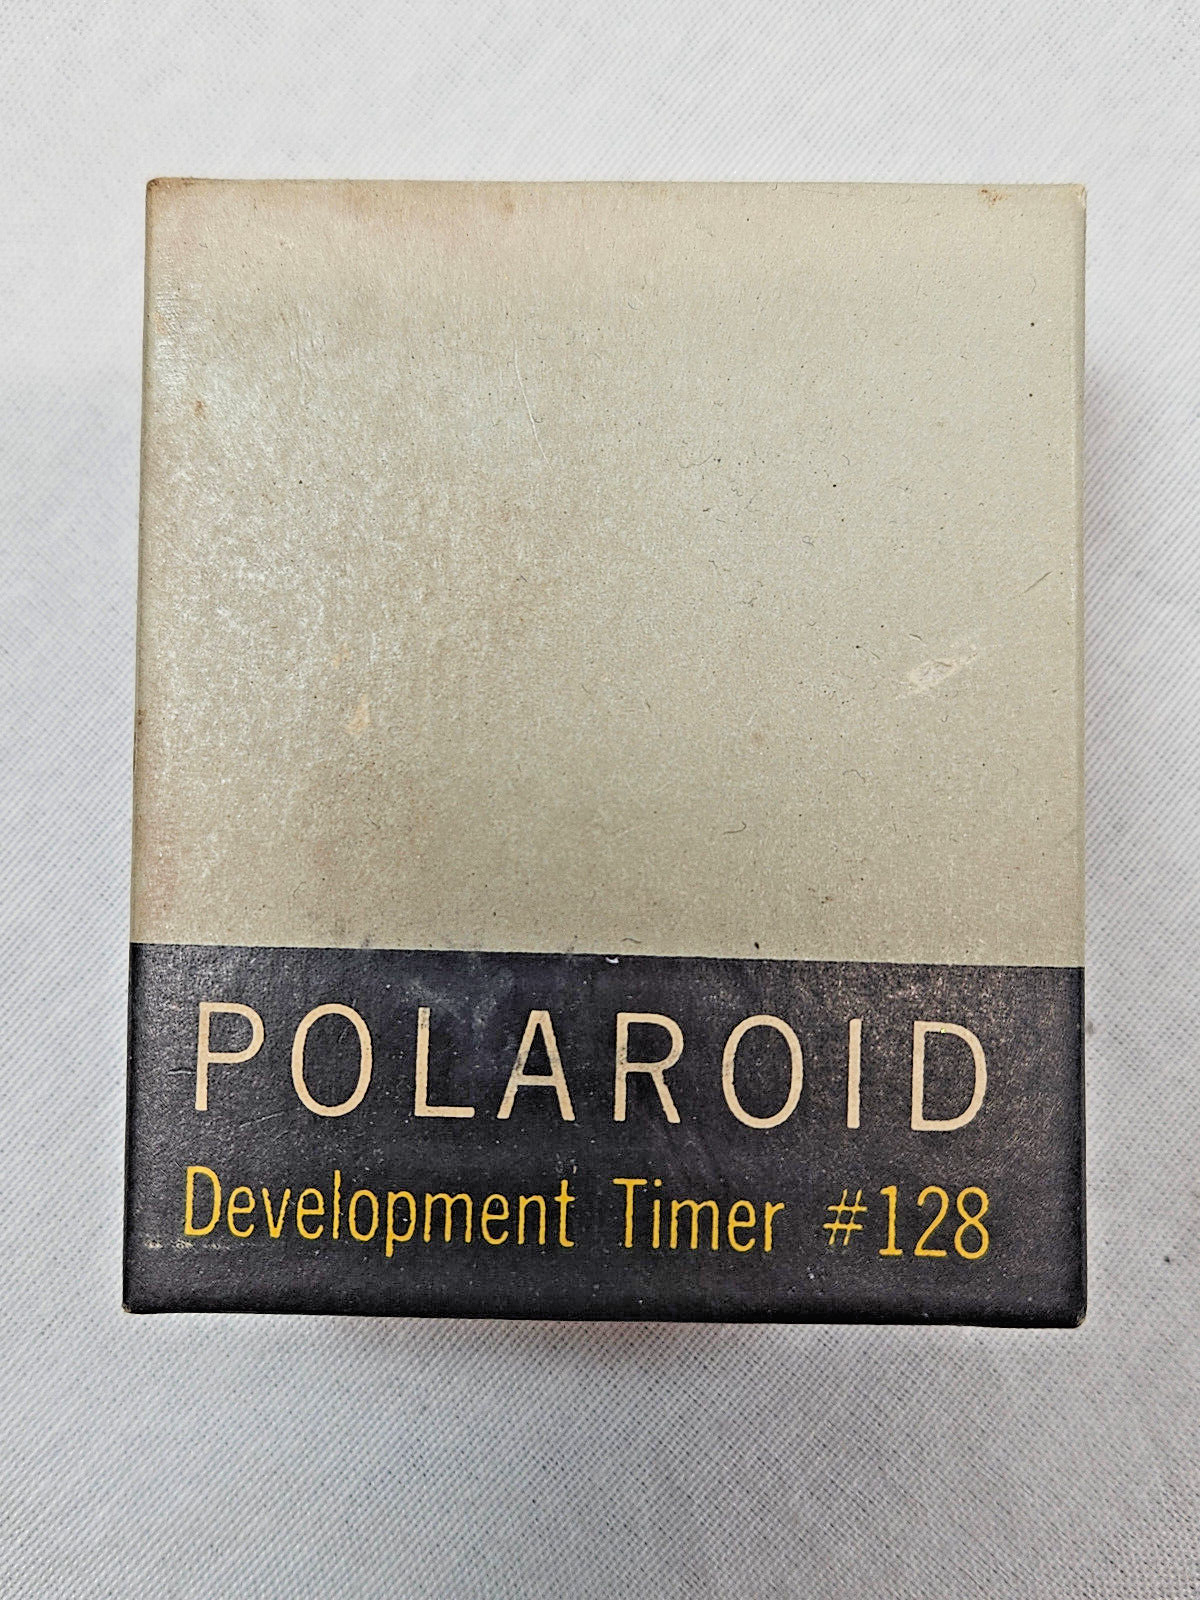 POLAROID
Development Timer #128